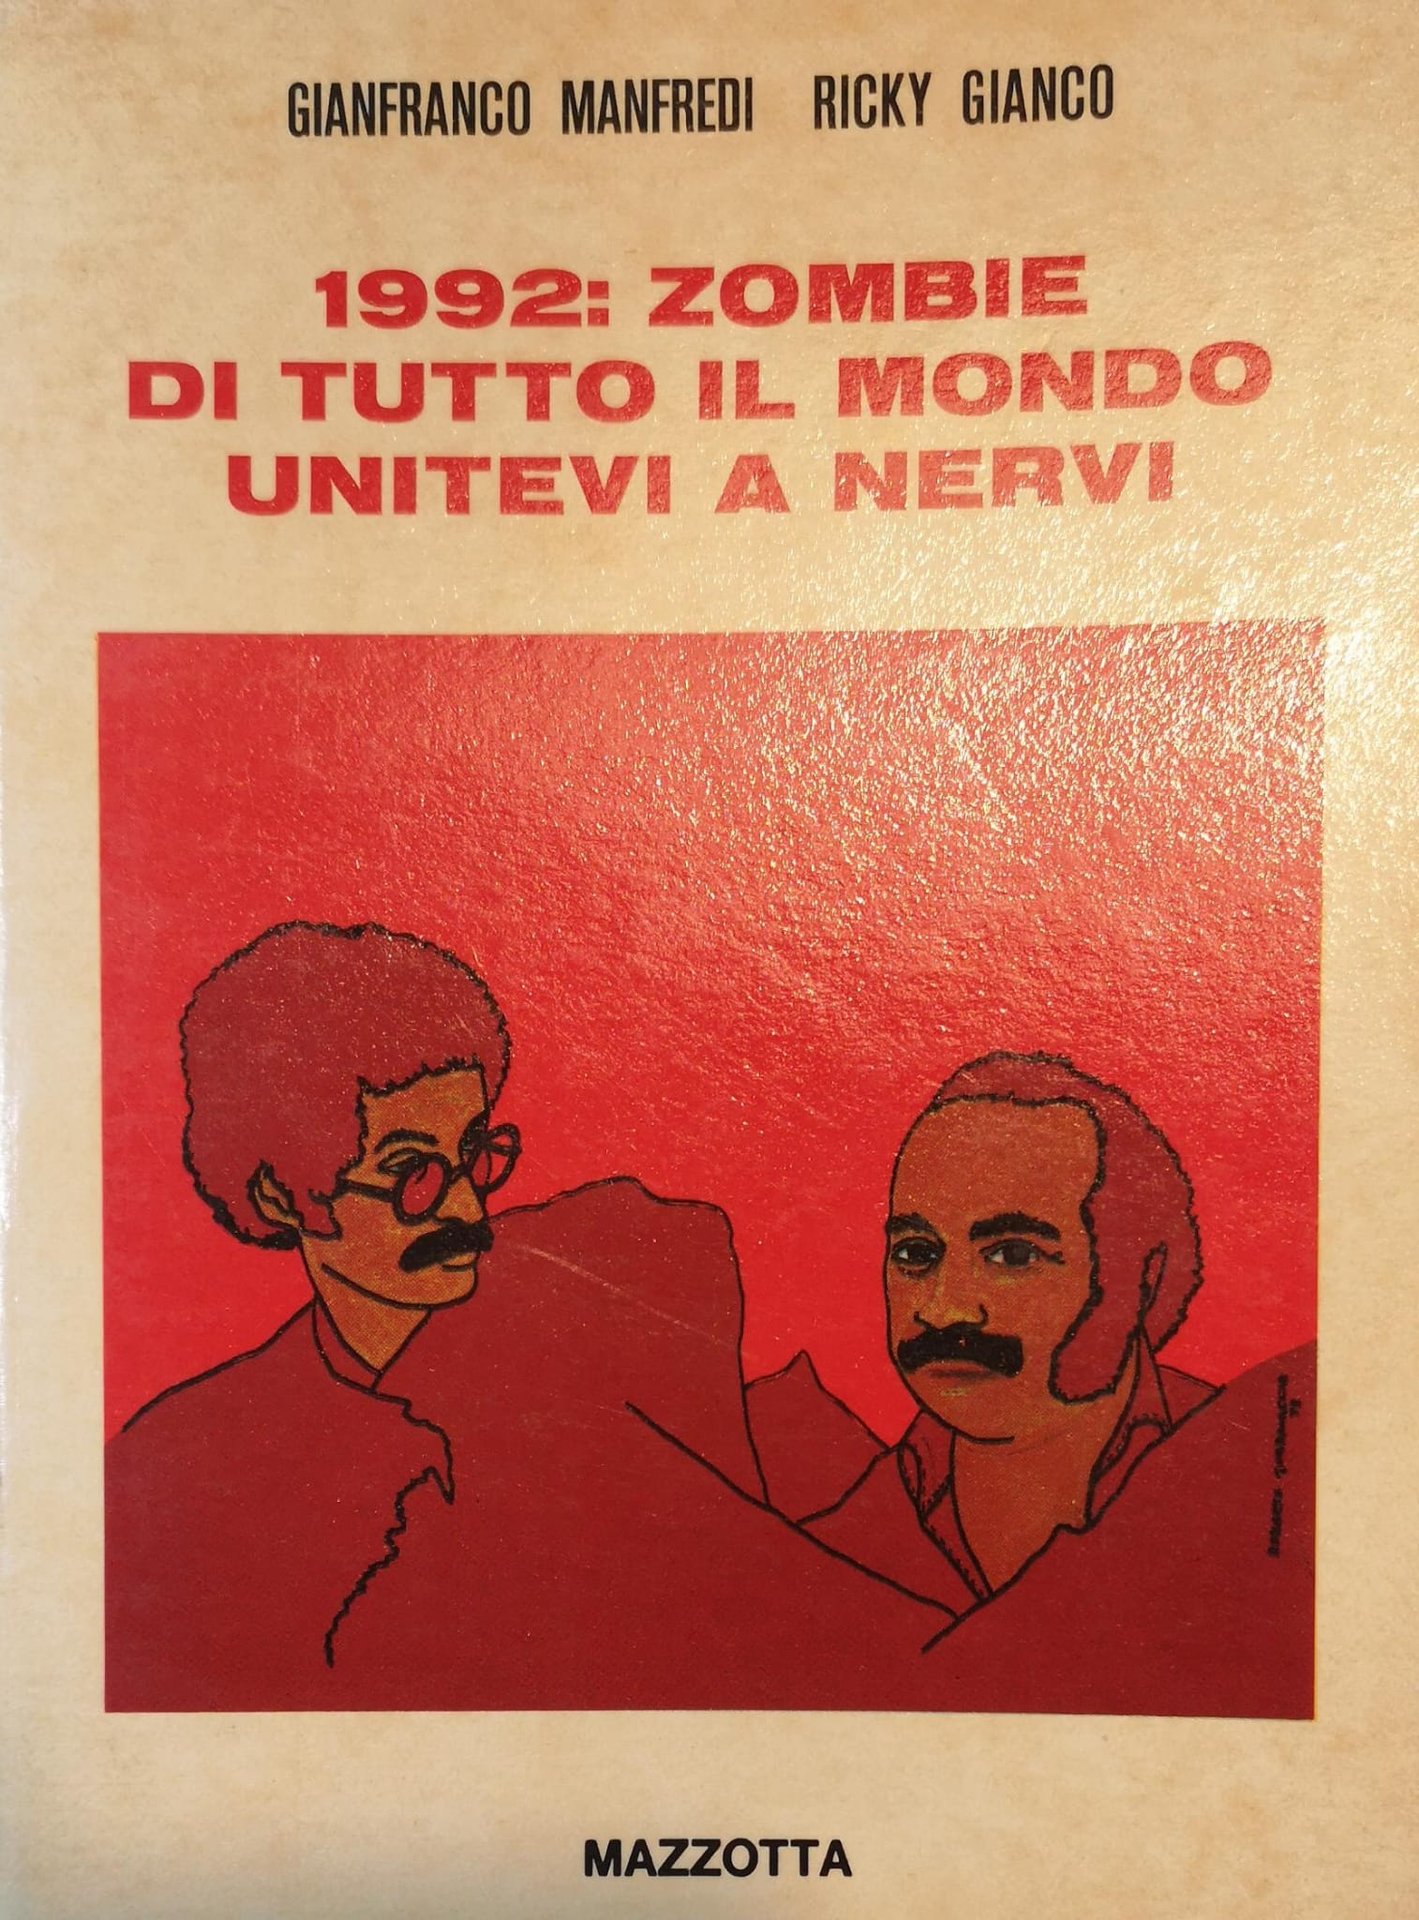 GIANFRANCO MANFREDI RICKY GIANCO
1992: ZOMBIE
DI TUTTO IL MONDO
UNITEVI A NERVI
MAZZOTTA